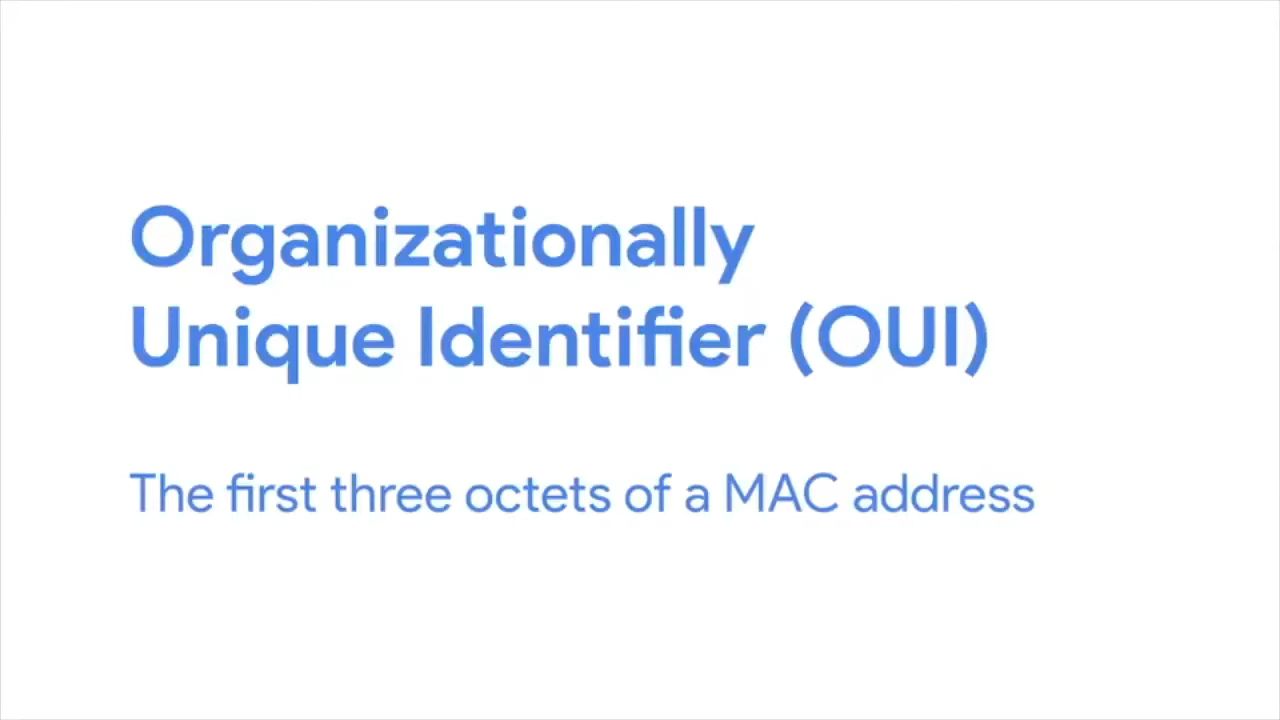 Organizationally
Unique Identifier (OUI)
The first three octets of a MAC address